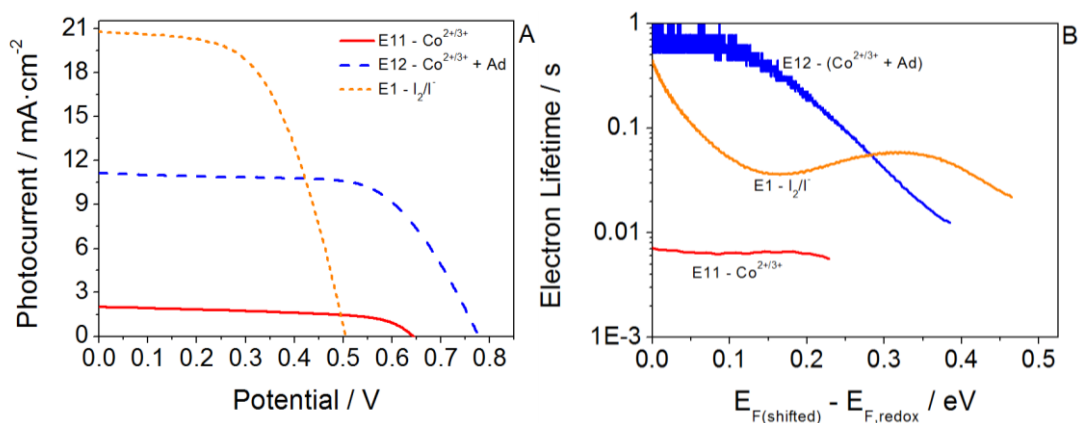 A
21
18
15
12
9
6
3
0
Photocurrent / mA·cm⁻²
E11 - Co²⁺/³⁺
E12 - Co²⁺/³⁺ + Ad
E1 - I₂/I⁻
0.0 0.1 0.2 0.3 0.4 0.5 0.6 0.7 0.8
Potential / V
B
1
0.1
0.01
1E-3
Electron Lifetime / s
E12 - (Co²⁺/³⁺ + Ad)
E1 - I₂/I⁻
E11 - Co²⁺/³⁺
0.0 0.1 0.2 0.3 0.4 0.5
E_F(shifted) - E_F,redox / eV